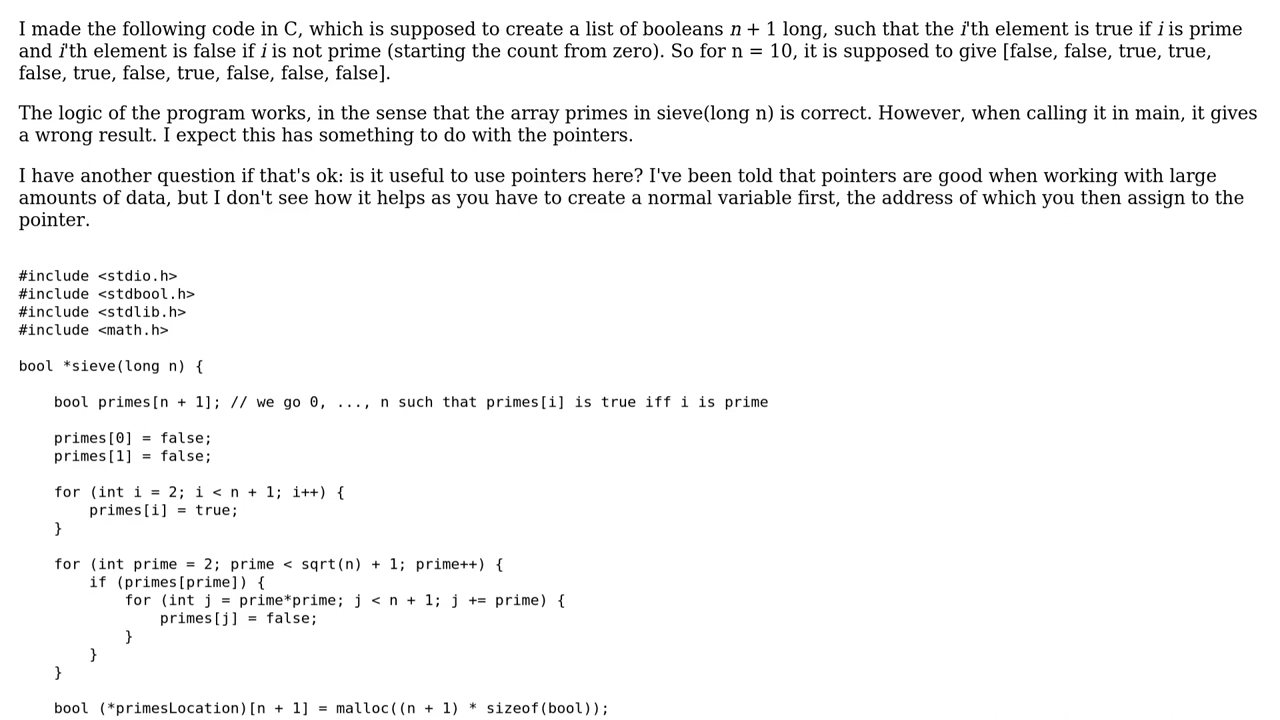 I made the following code in C, which is supposed to create a list of booleans n + 1 long, such that the i'th element is true if i is prime
and i'th element is false if i is not prime (starting the count from zero). So for n = 10, it is supposed to give [false, false, true, true,
false, true, false, true, false, false, false].
The logic of the program works, in the sense that the array primes in sieve(long n) is correct. However, when calling it in main, it gives
a wrong result. I expect this has something to do with the pointers.
I have another question if that's ok: is it useful to use pointers here? I've been told that pointers are good when working with large
amounts of data, but I don't see how it helps as you have to create a normal variable first, the address of which you then assign to the
pointer.
#include <stdio.h>
#include <stdbool.h>
#include <stdlib.h>
#include <math.h>
bool *sieve(long n) {
    bool primes[n + 1]; // we go 0, ..., n such that primes[i] is true iff i is prime
    primes[0] = false;
    primes[1] = false;
    for (int i = 2; i < n + 1; i++) {
        primes[i] = true;
    }
    for (int prime = 2; prime < sqrt(n) + 1; prime++) {
        if (primes[prime]) {
            for (int j = prime*prime; j < n + 1; j += prime) {
                primes[j] = false;
            }
        }
    }
    bool (*primesLocation)[n + 1] = malloc((n + 1) * sizeof(bool));